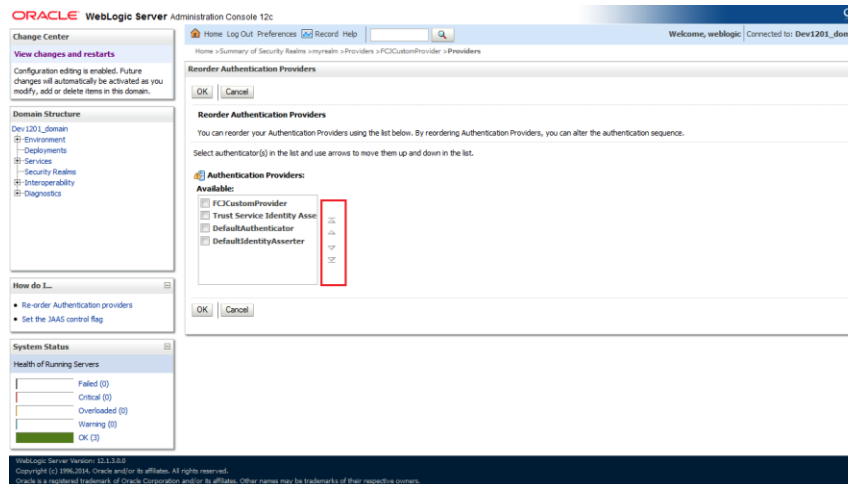 ORACLE WebLogic Server Administration Console 12c
Change Center
View changes and restarts
Configuration editing is enabled. Future
changes will automatically be activated as you
modify, add or delete items in this domain.
Domain Structure
Dev1201_domain
Environment
Deployments
Services
Security Realms
Interoperability
Diagnostics
How do I...
Re-order Authentication providers
Set the JAAS control flag
System Status
Health of Running Servers
Failed (0)
Critical (0)
Overloaded (0)
Warning (0)
OK (3)
Home Log Out Preferences Record Help
Welcome, weblogic Connected to: Dev1201_dom
Home >Summary of Security Realms >myrealm >Providers >FCJCustomProvider >Providers
Reorder Authentication Providers
OK Cancel
Reorder Authentication Providers
You can reorder your Authentication Providers using the list below. By reordering Authentication Providers, you can alter the authentication sequence.
Select authenticator(s) in the list and use arrows to move them up and down in the list.
Authentication Providers:
Available:
FCJCustomProvider
Trust Service Identity Asse
DefaultAuthenticator
DefaultIdentityAsserter
OK Cancel
WebLogic Server Version: 12.1.3.0.0
Copyright (c) 1996,2014, Oracle and/or its affiliates. All rights reserved.
Oracle is a registered trademark of Oracle Corporation and/or its affiliates. Other names may be trademarks of their respective owners.